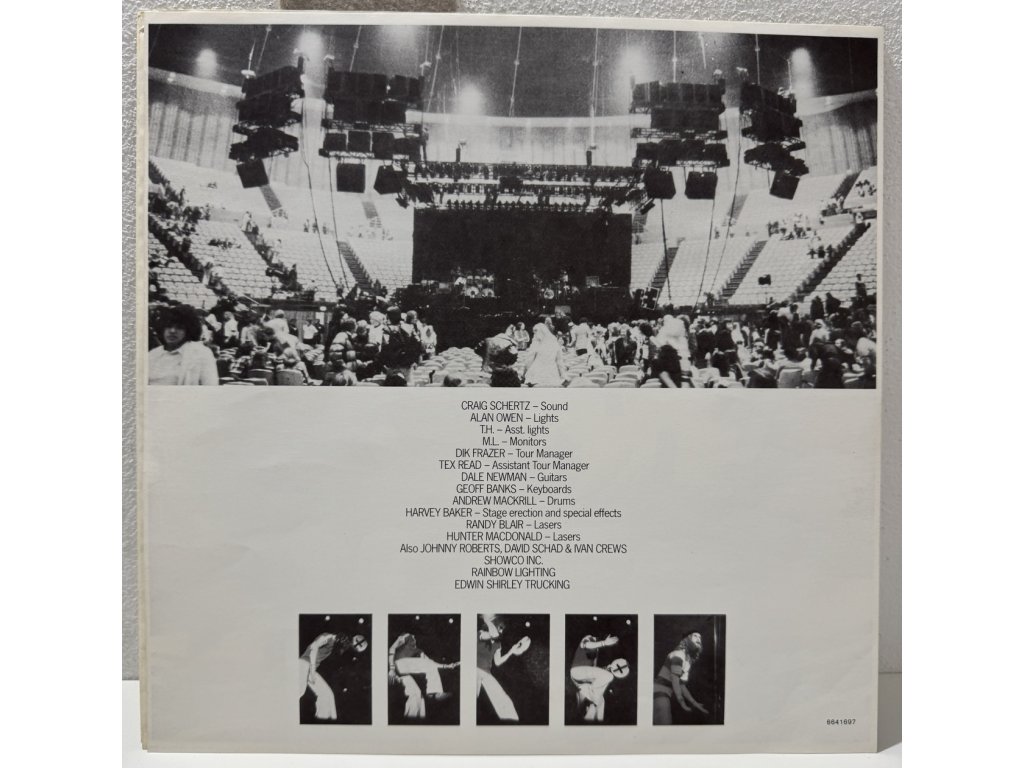 CRAIG SCHERTZ – Sound
ALAN OWEN – Lights
T.H. – Asst. lights
M.L. – Monitors
DIK FRAZER – Tour Manager
TEX READ – Assistant Tour Manager
DALE NEWMAN – Guitars
GEOFF BANKS – Keyboards
ANDREW MACKRILL – Drums
HARVEY BAKER – Stage erection and special effects
RANDY BLAIR – Lasers
HUNTER MACDONALD – Lasers
Also JOHNNY ROBERTS, DAVID SCHAD & IVAN CREWS
SHOWCO INC.
RAINBOW LIGHTING
EDWIN SHIRLEY TRUCKING
6641697